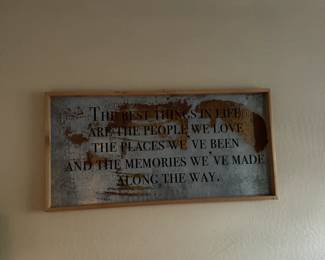 THE BEST THINGS IN LIFE
ARE THE PEOPLE WE LOVE
THE PLACES WE'VE BEEN
AND THE MEMORIES WE'VE MADE
ALONG THE WAY.